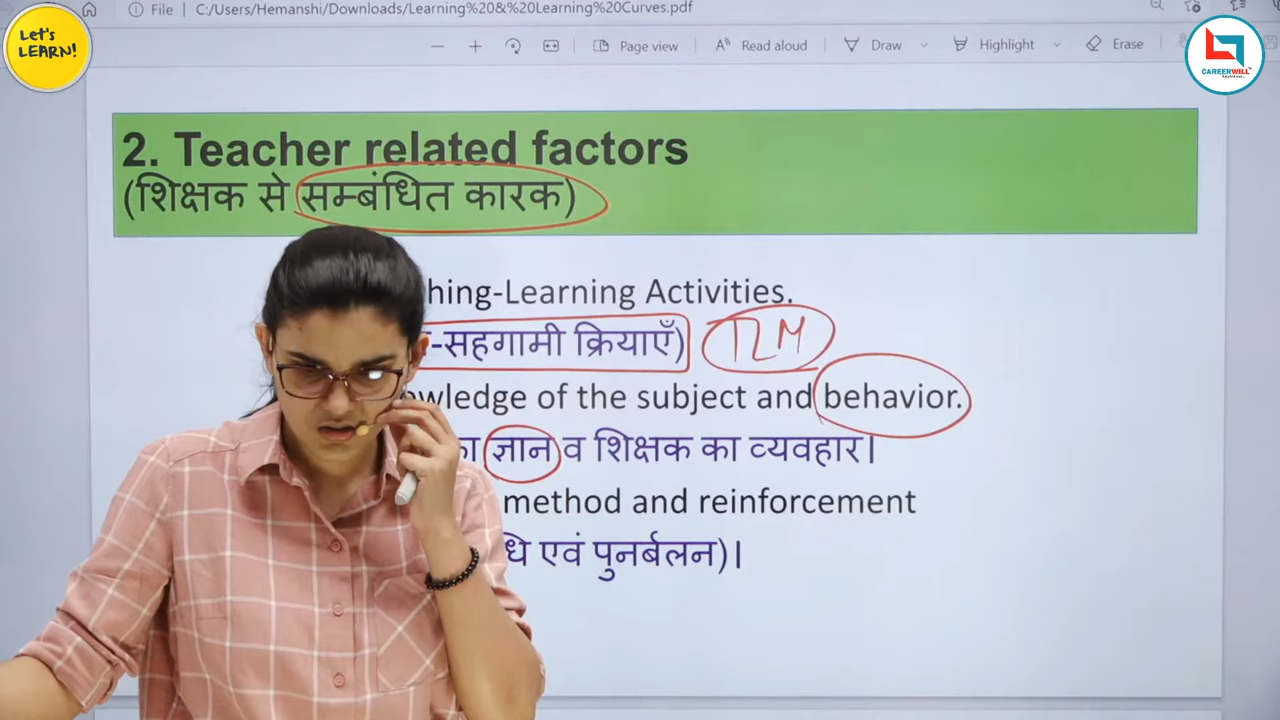 Let's
LEARN!
File
C:/Users/Hemanshi/Downloads/Learning%20&%20Learning%20Curves.pdf
Page view
Read aloud
Draw
Highlight
Erase
CAREERWILL
2. Teacher related factors
(शिक्षक से सम्बंधित कारक)
hing-Learning Activities.
-सहगामी क्रियाएँ) TLM
owledge of the subject and behavior.
का ज्ञान व शिक्षक का व्यवहार।
method and reinforcement
धि एवं पुनर्बलन)।